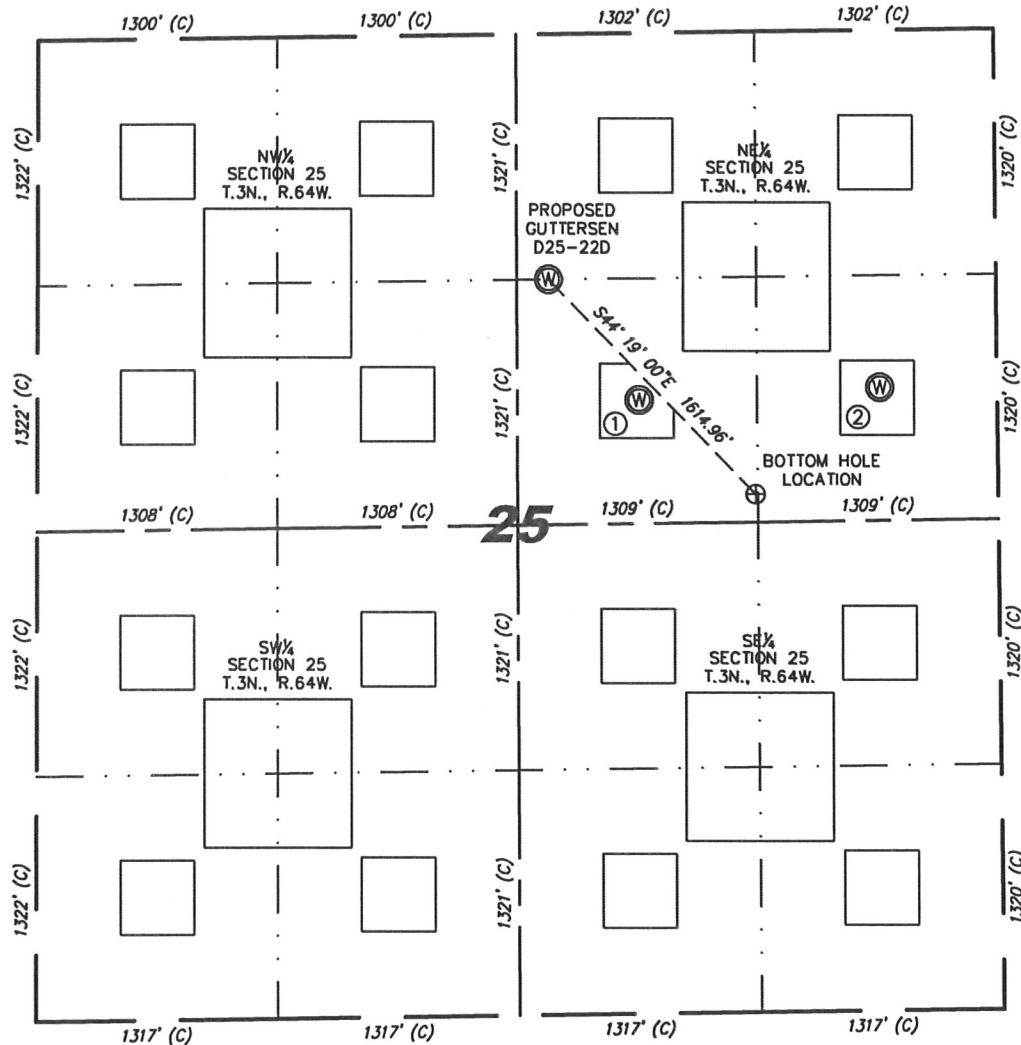 1300' (C)
1300' (C)
1302' (C)
1302' (C)
1322' (C)
1321' (C)
1320' (C)
NW¼
SECTION 25
T.3N., R.64W.
NE¼
SECTION 25
T.3N., R.64W.
PROPOSED
GUTTERSEN
D25-22D
W
S44° 19' 00"E 1614.96'
1322' (C)
1321' (C)
1320' (C)
W
1
W
2
BOTTOM HOLE
LOCATION
1308' (C)
1308' (C)
25
1309' (C)
1309' (C)
1322' (C)
1321' (C)
1320' (C)
SW¼
SECTION 25
T.3N., R.64W.
SE¼
SECTION 25
T.3N., R.64W.
1322' (C)
1321' (C)
1320' (C)
1317' (C)
1317' (C)
1317' (C)
1317' (C)